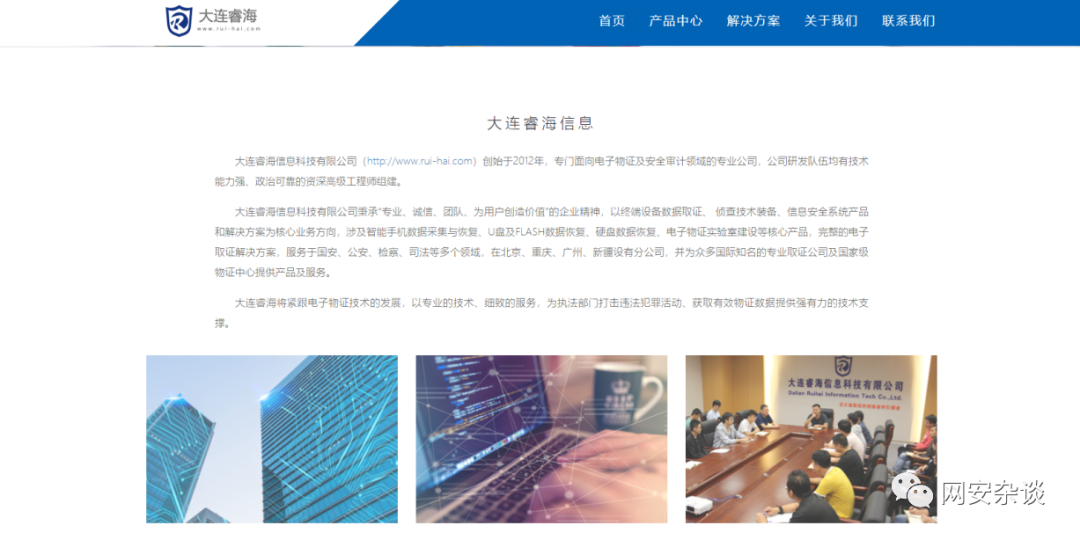 大连睿海
www.rui-hai.com
首页 产品中心 解决方案 关于我们 联系我们
大连睿海信息
大连睿海信息科技有限公司（http://www.rui-hai.com）创始于2012年，专门面向电子物证及安全审计领域的专业公司，公司研发队伍均有技术
能力强、政治可靠的资深高级工程师组建。
大连睿海信息科技有限公司秉承“专业、诚信、团队、为用户创造价值”的企业精神，以终端设备数据取证、 侦查技术装备、信息安全系统产品
和解决方案为核心业务方向，涉及智能手机数据采集与恢复、U盘及FLASH数据恢复、硬盘数据恢复、电子物证实验室建设等核心产品，完整的电子
取证解决方案，服务于国安、公安、检察、司法等多个领域，在北京、重庆、广州、新疆设有分公司，并为众多国际知名的专业取证公司及国家级
物证中心提供产品及服务。
大连睿海将紧跟电子物证技术的发展，以专业的技术、细致的服务，为执法部门打击违法犯罪活动、获取有效物证数据提供强有力的技术支
撑。
大连睿海信息科技有限公司
Dalian Ruihai Information Tech Co.,Ltd.
网安杂谈